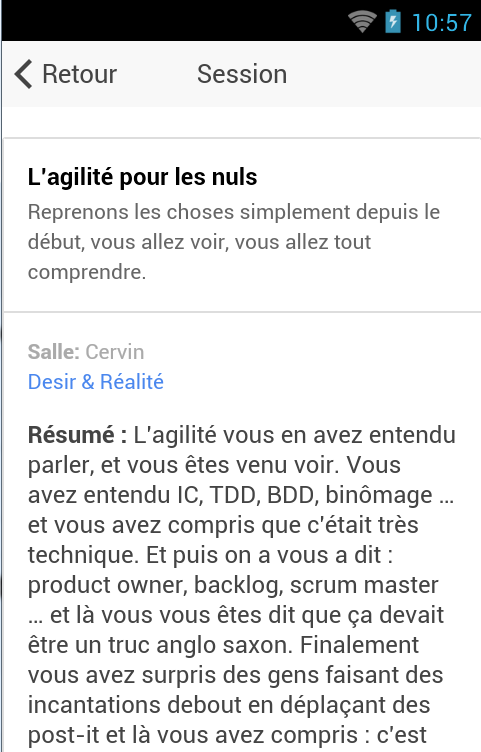 10:57
Retour Session
L'agilité pour les nuls
Reprenons les choses simplement depuis le
début, vous allez voir, vous allez tout
comprendre.
Salle: Cervin
Desir & Réalité
Résumé : L'agilité vous en avez entendu
parler, et vous êtes venu voir. Vous
avez entendu IC, TDD, BDD, binômage ...
et vous avez compris que c'était très
technique. Et puis on a vous a dit :
product owner, backlog, scrum master
... et là vous vous êtes dit que ça devait
être un truc anglo saxon. Finalement
vous avez surpris des gens faisant des
incantations debout en déplaçant des
post-it et là vous avez compris : c'est